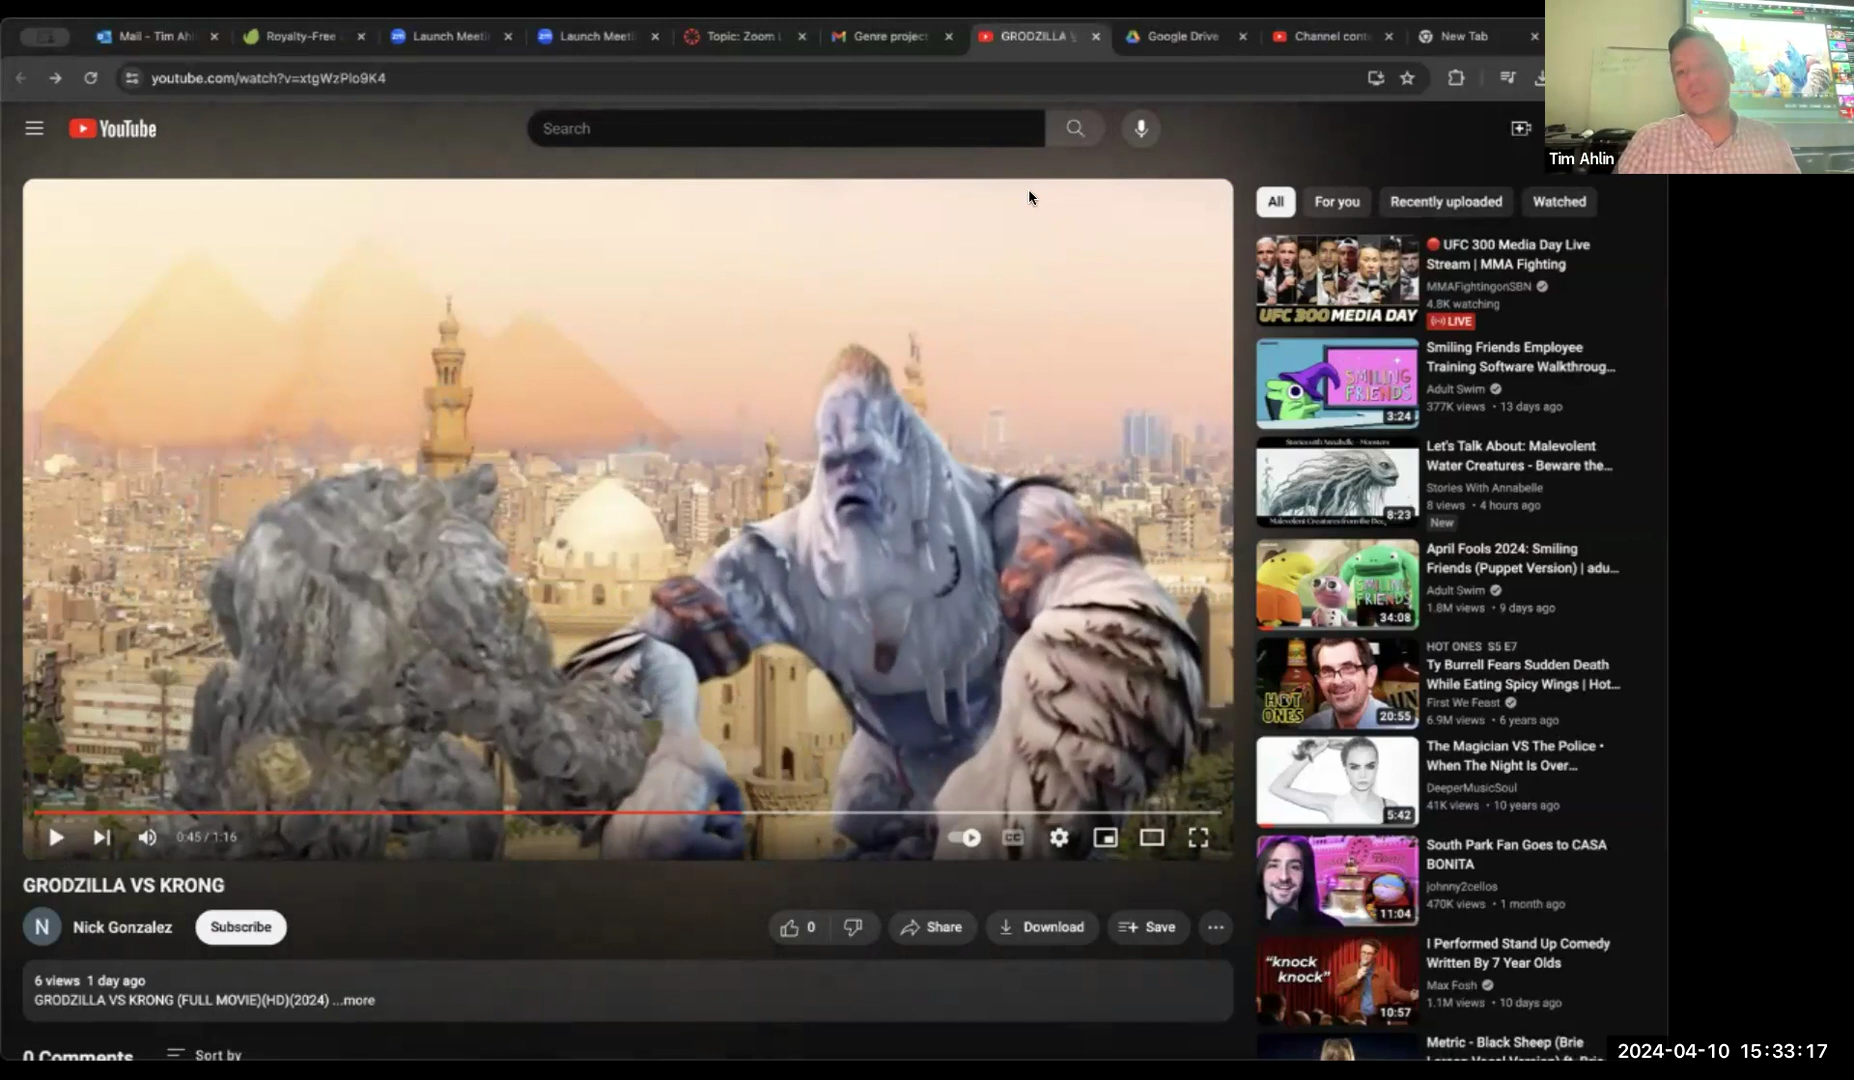 Mail - Tim Ah
Royalty-Free
Launch Meeti
Launch Meeti
Topic: Zoom
Genre projec
GRODZILLA
Google Drive
Channel con
New Tab
youtube.com/watch?v=xtgWzPlo9K4
YouTube
Search
Tim Ahlin
All
For you
Recently uploaded
Watched
UFC 300 MEDIA DAY
UFC 300 Media Day Live
Stream | MMA Fighting
MMAFightingonSBN
4.8K watching
LIVE
SMILING
FRIENDS
3:24
Smiling Friends Employee
Training Software Walkthroug...
Adult Swim
377K views • 13 days ago
8:23
Let's Talk About: Malevolent
Water Creatures - Beware the...
Stories With Annabelle
8 views • 4 hours ago
New
SMILING
FRIENDS
34:08
April Fools 2024: Smiling
Friends (Puppet Version) | adu...
Adult Swim
1.8M views • 9 days ago
HOT
ONES
20:55
HOT ONES S5 E7
Ty Burrell Fears Sudden Death
While Eating Spicy Wings | Hot...
First We Feast
6.9M views • 6 years ago
5:42
The Magician VS The Police •
When The Night Is Over...
DeeperMusicSoul
41K views • 10 years ago
11:04
South Park Fan Goes to CASA
BONITA
johnny2cellos
470K views • 1 month ago
"knock
knock"
10:57
I Performed Stand Up Comedy
Written By 7 Year Olds
Max Fosh
1.1M views • 10 days ago
Metric - Black Sheep (Brie
0:45 / 1:16
CC
GRODZILLA VS KRONG
N
Nick Gonzalez
Subscribe
0
Share
Download
Save
6 views 1 day ago
GRODZILLA VS KRONG (FULL MOVIE)(HD)(2024) ...more
0 Comments
Sort by
2024-04-10 15:33:17